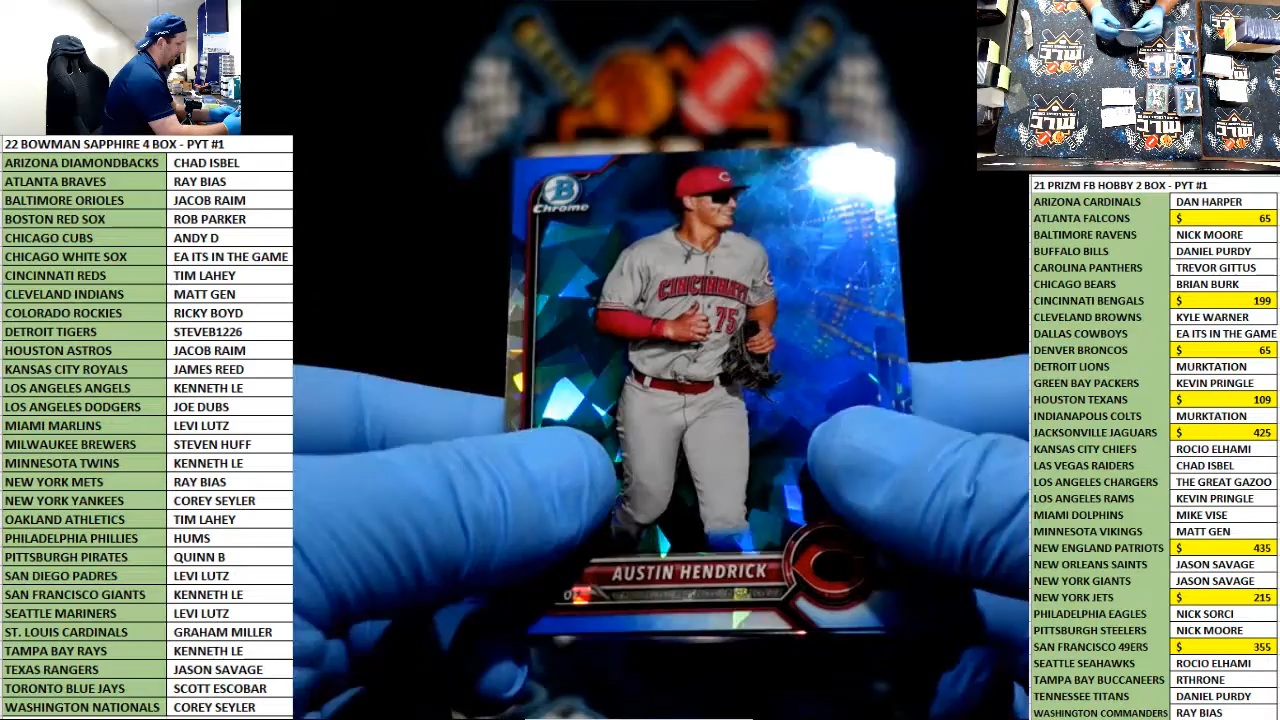 22 BOWMAN SAPPHIRE 4 BOX - PYT #1
ARIZONA DIAMONDBACKS CHAD ISBEL
ATLANTA BRAVES RAY BIAS
BALTIMORE ORIOLES JACOB RAIM
BOSTON RED SOX ROB PARKER
CHICAGO CUBS ANDY D
CHICAGO WHITE SOX EA ITS IN THE GAME
CINCINNATI REDS TIM LAHEY
CLEVELAND INDIANS MATT GEN
COLORADO ROCKIES RICKY BOYD
DETROIT TIGERS STEVEB1226
HOUSTON ASTROS JACOB RAIM
KANSAS CITY ROYALS JAMES REED
LOS ANGELES ANGELS KENNETH LE
LOS ANGELES DODGERS JOE DUBS
MIAMI MARLINS LEVI LUTZ
MILWAUKEE BREWERS STEVEN HUFF
MINNESOTA TWINS KENNETH LE
NEW YORK METS RAY BIAS
NEW YORK YANKEES COREY SEYLER
OAKLAND ATHLETICS TIM LAHEY
PHILADELPHIA PHILLIES HUMS
PITTSBURGH PIRATES QUINN B
SAN DIEGO PADRES LEVI LUTZ
SAN FRANCISCO GIANTS KENNETH LE
SEATTLE MARINERS LEVI LUTZ
ST. LOUIS CARDINALS GRAHAM MILLER
TAMPA BAY RAYS KENNETH LE
TEXAS RANGERS JASON SAVAGE
TORONTO BLUE JAYS SCOTT ESCOBAR
WASHINGTON NATIONALS COREY SEYLER
B
Chrome
CINCINNATI
75
AUSTIN HENDRICK
MLC
MLC
MLC
MLC
21 PRIZM FB HOBBY 2 BOX - PYT #1
ARIZONA CARDINALS DAN HARPER
ATLANTA FALCONS $ 65
BALTIMORE RAVENS NICK MOORE
BUFFALO BILLS DANIEL PURDY
CAROLINA PANTHERS TREVOR GITTUS
CHICAGO BEARS BRIAN BURK
CINCINNATI BENGALS $ 199
CLEVELAND BROWNS KYLE WARNER
DALLAS COWBOYS EA ITS IN THE GAME
DENVER BRONCOS $ 65
DETROIT LIONS MURKTATION
GREEN BAY PACKERS KEVIN PRINGLE
HOUSTON TEXANS $ 109
INDIANAPOLIS COLTS MURKTATION
JACKSONVILLE JAGUARS $ 425
KANSAS CITY CHIEFS ROCIO ELHAMI
LAS VEGAS RAIDERS CHAD ISBEL
LOS ANGELES CHARGERS THE GREAT GAZOO
LOS ANGELES RAMS KEVIN PRINGLE
MIAMI DOLPHINS MIKE VISE
MINNESOTA VIKINGS MATT GEN
NEW ENGLAND PATRIOTS $ 435
NEW ORLEANS SAINTS JASON SAVAGE
NEW YORK GIANTS JASON SAVAGE
NEW YORK JETS $ 215
PHILADELPHIA EAGLES NICK SORCI
PITTSBURGH STEELERS NICK MOORE
SAN FRANCISCO 49ERS $ 355
SEATTLE SEAHAWKS ROCIO ELHAMI
TAMPA BAY BUCCANEERS RTHRONE
TENNESSEE TITANS DANIEL PURDY
WASHINGTON COMMANDERS RAY BIAS